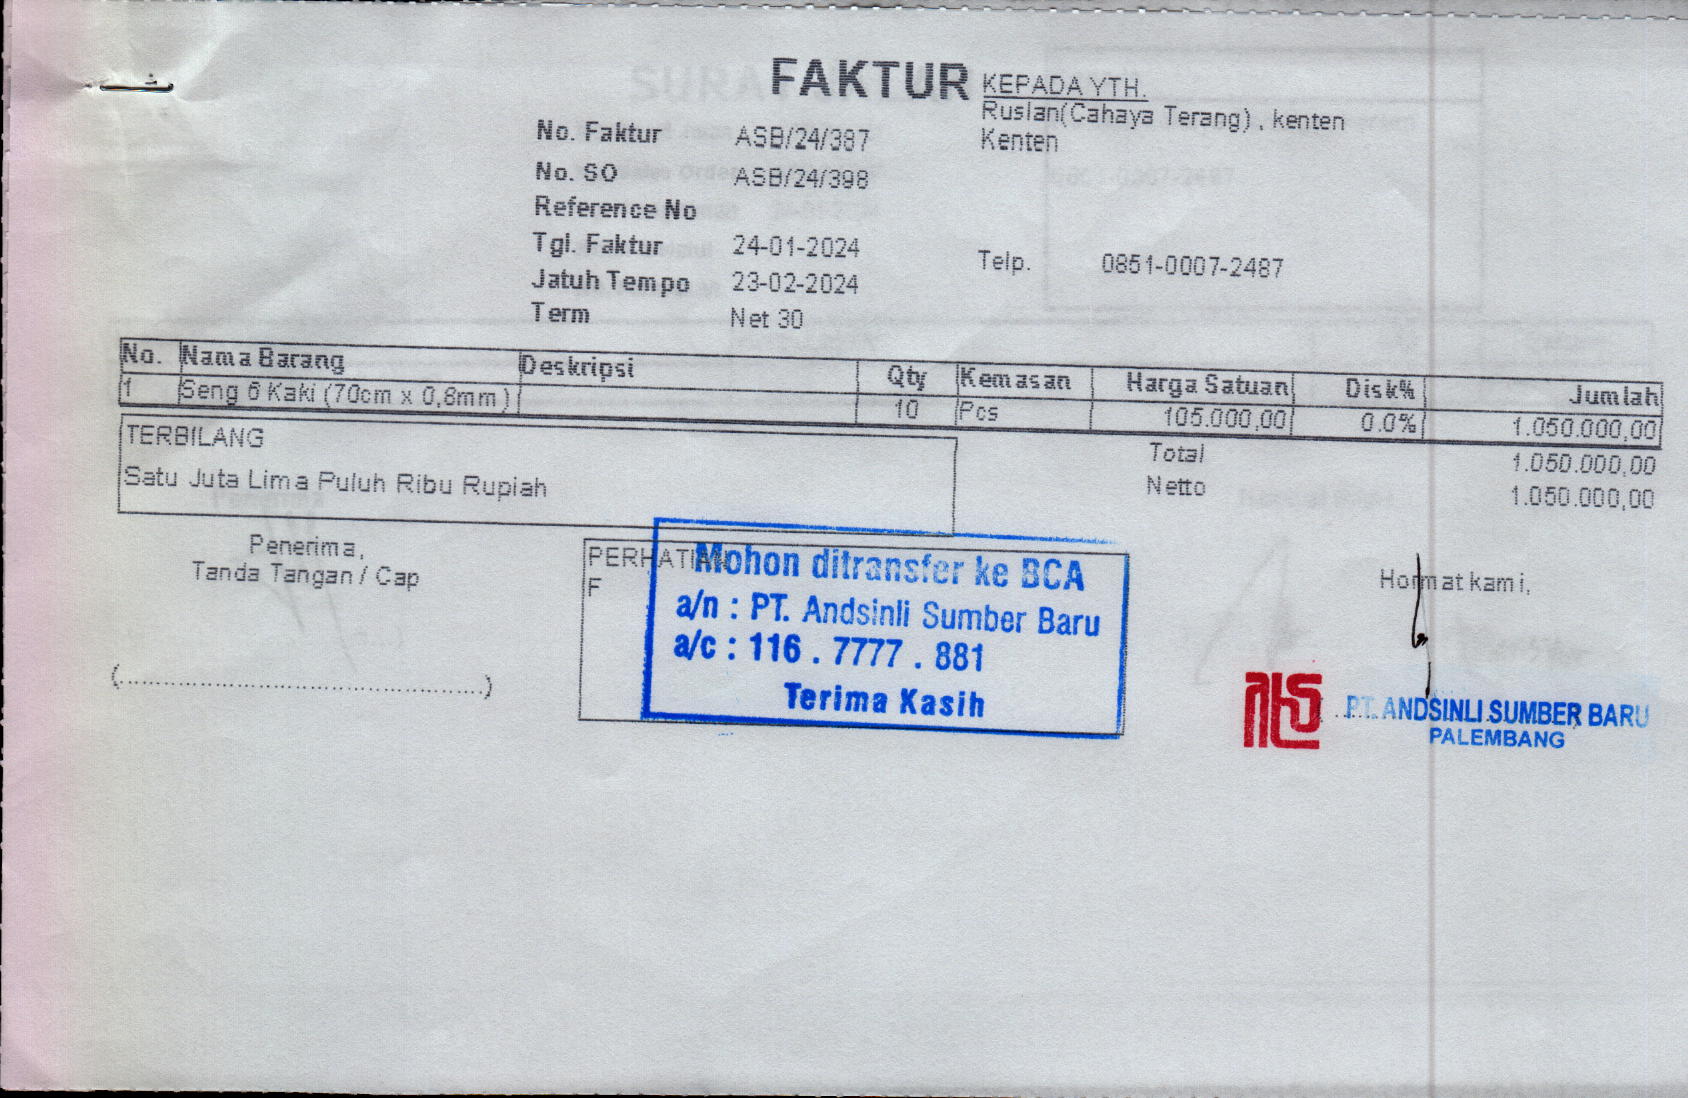 FAKTUR
KEPADA YTH.
Ruslan(Cahaya Terang) , kenten
Kenten
No. Faktur ASB/24/387
No. SO ASB/24/398
Reference No
Tgl. Faktur 24-01-2024
Telp. 0851-0007-2487
Jatuh Tempo 23-02-2024
Term Net 30
No. Nama Barang Deskripsi Qty Kemasan Harga Satuan Disk% Jumlah
1 Seng 6 Kaki (70cm x 0,8mm) 10 Pcs 105.000,00 0.0% 1.050.000,00
TERBILANG
Satu Juta Lima Puluh Ribu Rupiah
Total 1.050.000,00
Netto 1.050.000,00
Penerima,
Tanda Tangan / Cap
(..............................................)
PERHATIAN
F
Mohon ditransfer ke BCA
a/n : PT. Andsinli Sumber Baru
a/c : 116 . 7777 . 881
Terima Kasih
Hormat kami,
PT. ANDSINLI SUMBER BARU
PALEMBANG